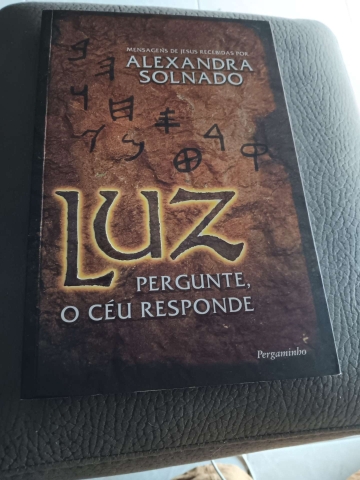 MENSAGENS DE JESUS RECEBIDAS POR
ALEXANDRA
SOLNADO
LUZ
PERGUNTE,
O CÉU RESPONDE
Pergaminho